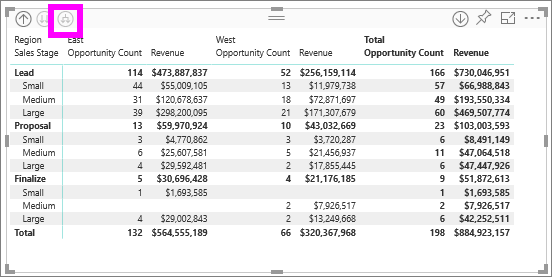 Region East West Total
Sales Stage Opportunity Count Revenue Opportunity Count Revenue Opportunity Count Revenue
Lead 114 $473,887,837 52 $256,159,114 166 $730,046,951
Small 44 $55,009,105 13 $11,979,738 57 $66,988,843
Medium 31 $120,678,637 18 $72,871,697 49 $193,550,334
Large 39 $298,200,095 21 $171,307,679 60 $469,507,774
Proposal 13 $59,970,924 10 $43,032,669 23 $103,003,593
Small 3 $4,770,862 3 $3,720,287 6 $8,491,149
Medium 6 $25,607,581 5 $21,456,937 11 $47,064,518
Large 4 $29,592,481 2 $17,855,445 6 $47,447,926
Finalize 5 $30,696,428 4 $21,176,185 9 $51,872,613
Small 1 $1,693,585 1 $1,693,585
Medium 2 $7,926,517 2 $7,926,517
Large 4 $29,002,843 2 $13,249,668 6 $42,252,511
Total 132 $564,555,189 66 $320,367,968 198 $884,923,157